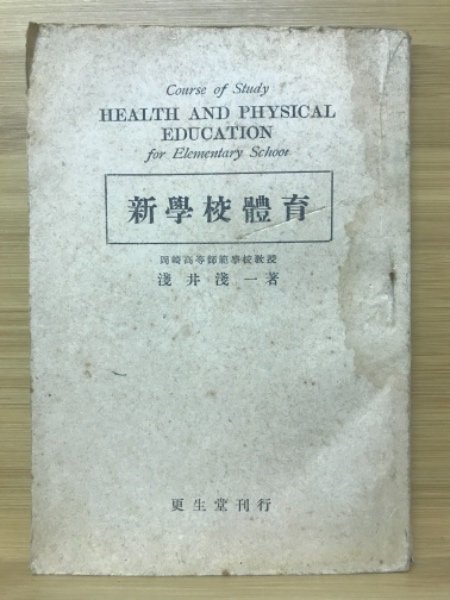 Course of Study
HEALTH AND PHYSICAL
EDUCATION
for Elementary School
新學校體育
岡崎高等師範學校教授
淺井淺一著
更生堂刊行